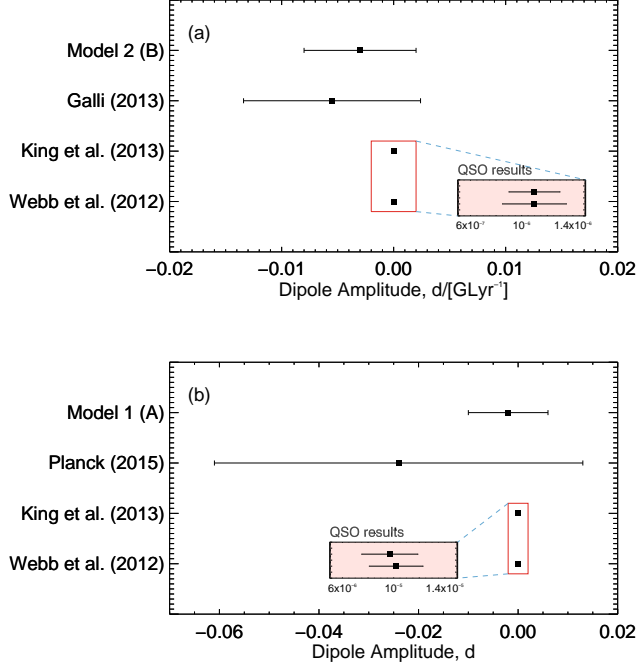 (a)
Model 2 (B)
Galli (2013)
King et al. (2013)
Webb et al. (2012)
QSO results
6x10⁻⁷ 10⁻⁶ 1.4x10⁻⁶
−0.02 −0.01 0.00 0.01 0.02
Dipole Amplitude, d/[GLyr⁻¹]
(b)
Model 1 (A)
Planck (2015)
King et al. (2013)
Webb et al. (2012)
QSO results
6x10⁻⁶ 10⁻⁵ 1.4x10⁻⁵
−0.06 −0.04 −0.02 0.00 0.02
Dipole Amplitude, d